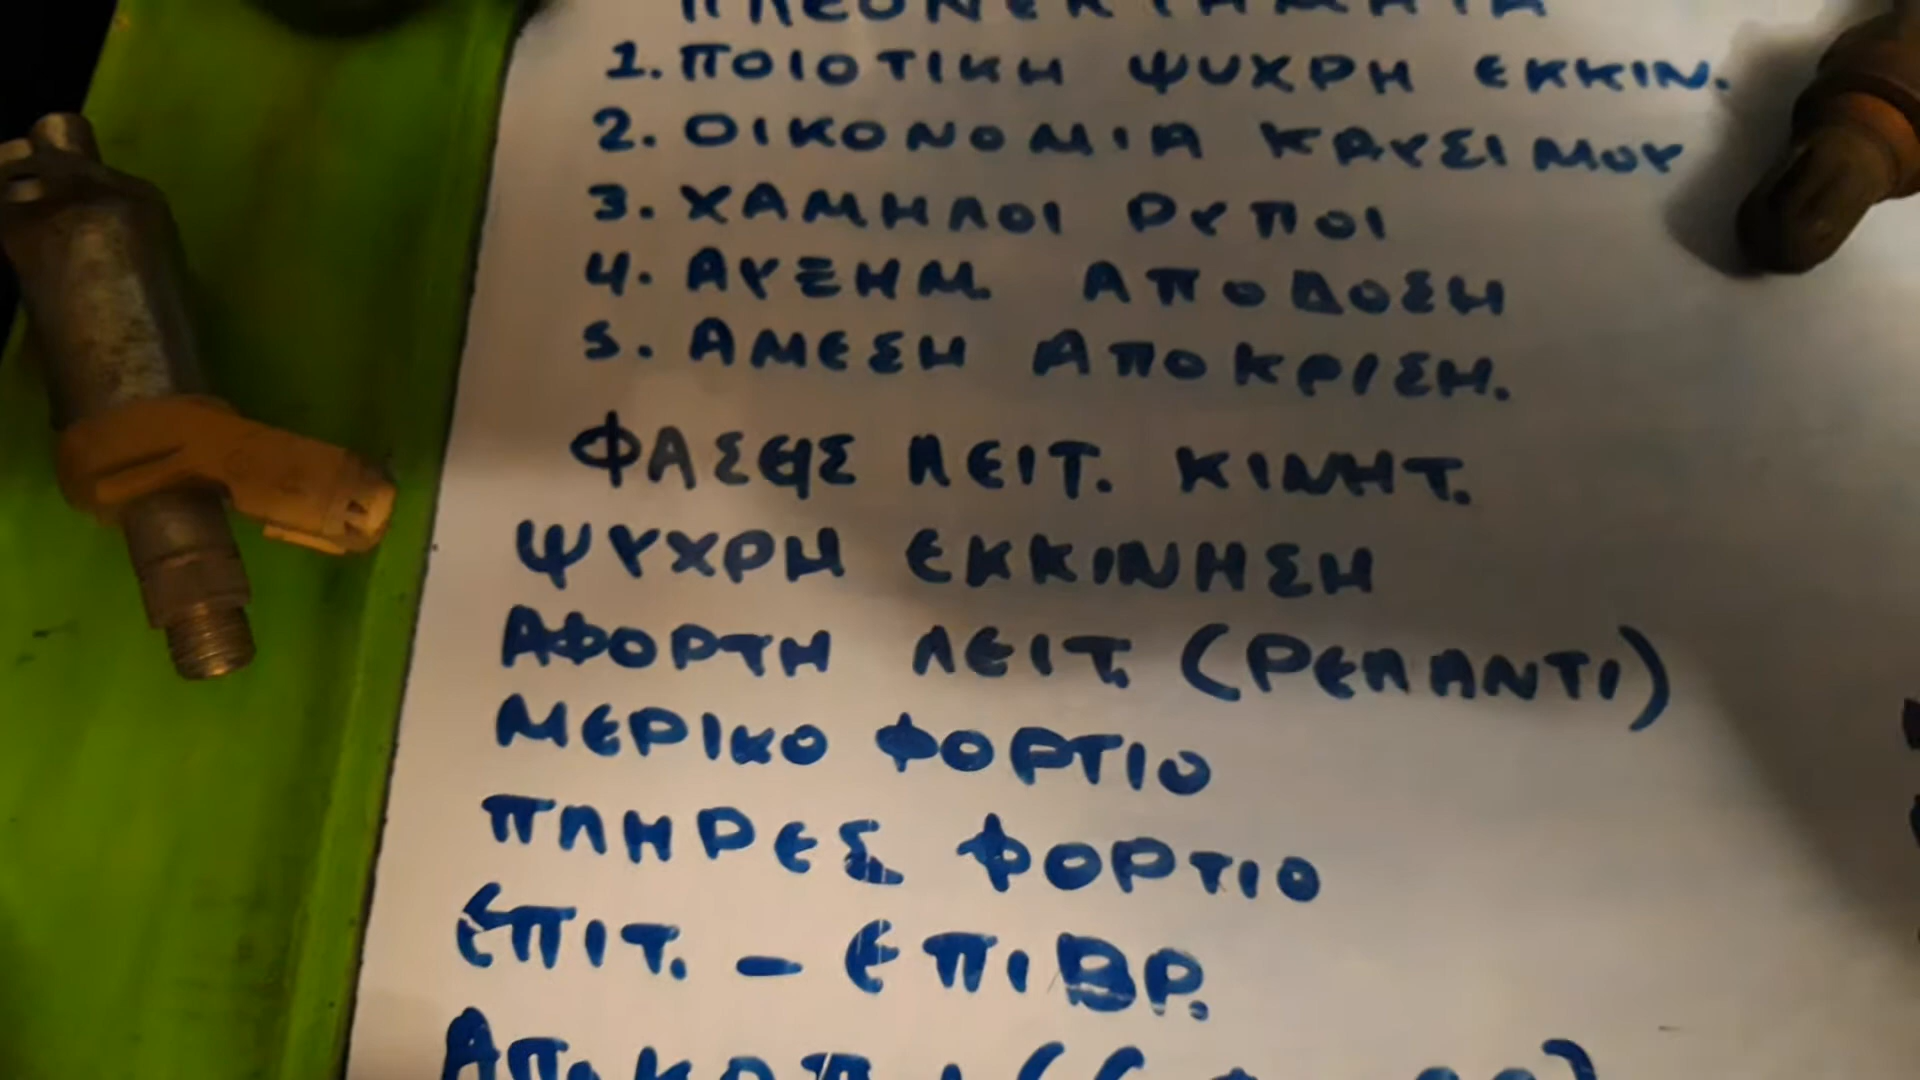 ΠΛΕΟΝΕΚΤΗΜΑΤΑ
1. ΠΟΙΟΤΙΚΗ ΨΥΧΡΗ ΕΚΚΙΝ.
2. ΟΙΚΟΝΟΜΙΑ ΚΑΥΣΙΜΟΥ
3. ΧΑΜΗΛΟΙ ΡΥΠΟΙ
4. ΑΥΞΗΜ. ΑΠΟΔΟΣΗ
5. ΑΜΕΣΗ ΑΠΟΚΡΙΣΗ.
ΦΑΣΕΙΣ ΛΕΙΤ. ΚΙΝΗΤ.
ΨΥΧΡΗ ΕΚΚΙΝΗΣΗ
ΑΦΟΡΤΗ ΛΕΙΤ. (ΡΕΛΑΝΤΙ)
ΜΕΡΙΚΟ ΦΟΡΤΙΟ
ΠΛΗΡΕΣ ΦΟΡΤΙΟ
ΕΠΙΤ. – ΕΠΙΒΡ.